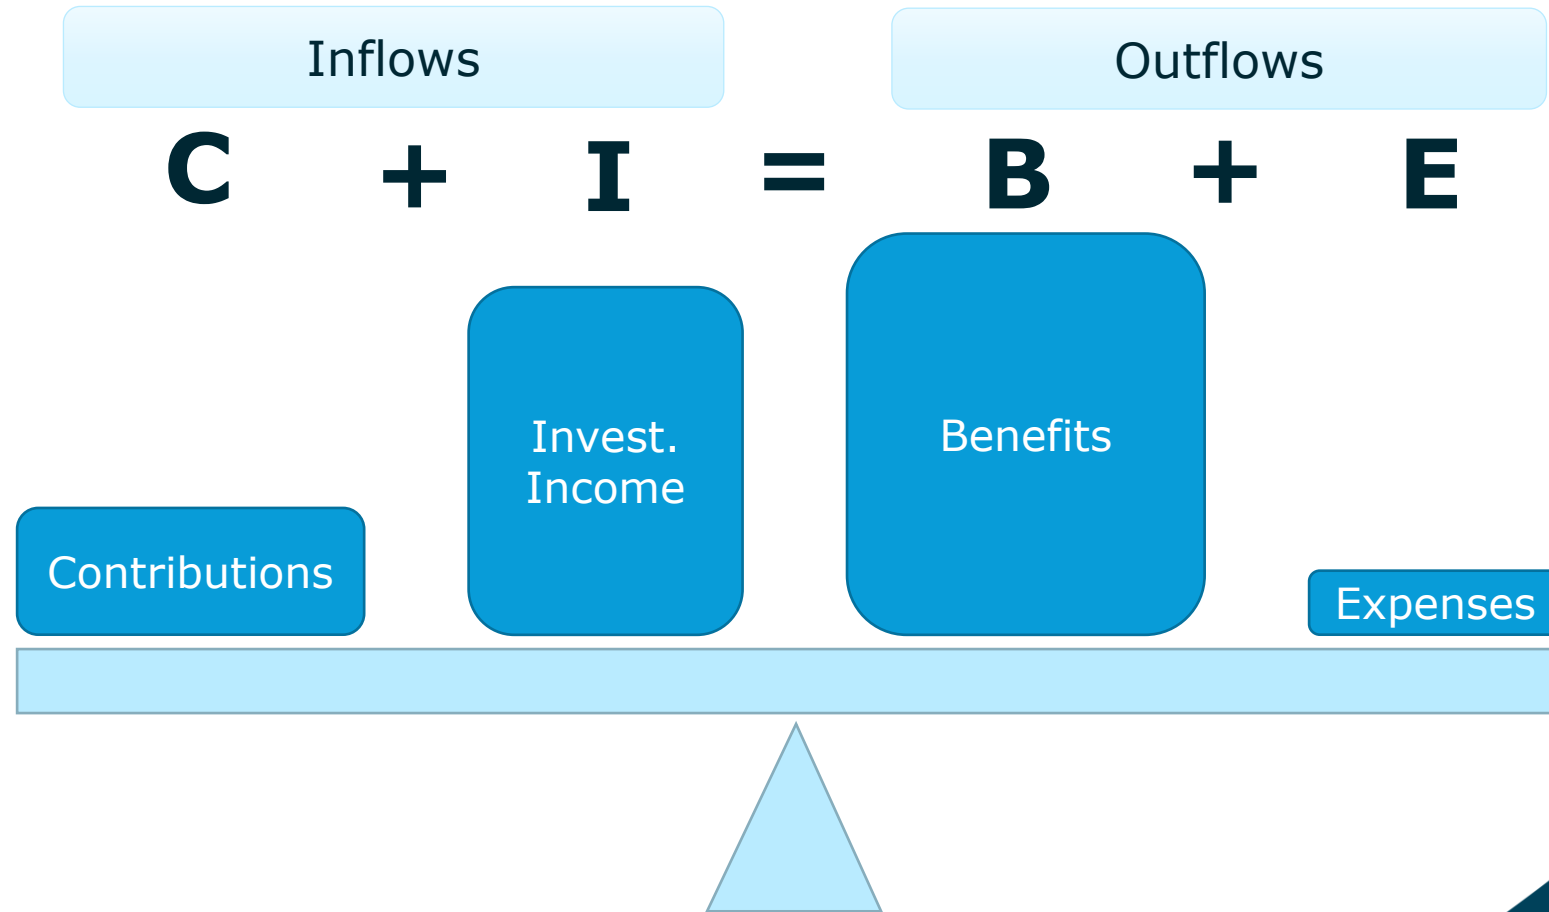 Inflows
Outflows
C + I = B + E
Invest.
Income
Benefits
Contributions
Expenses